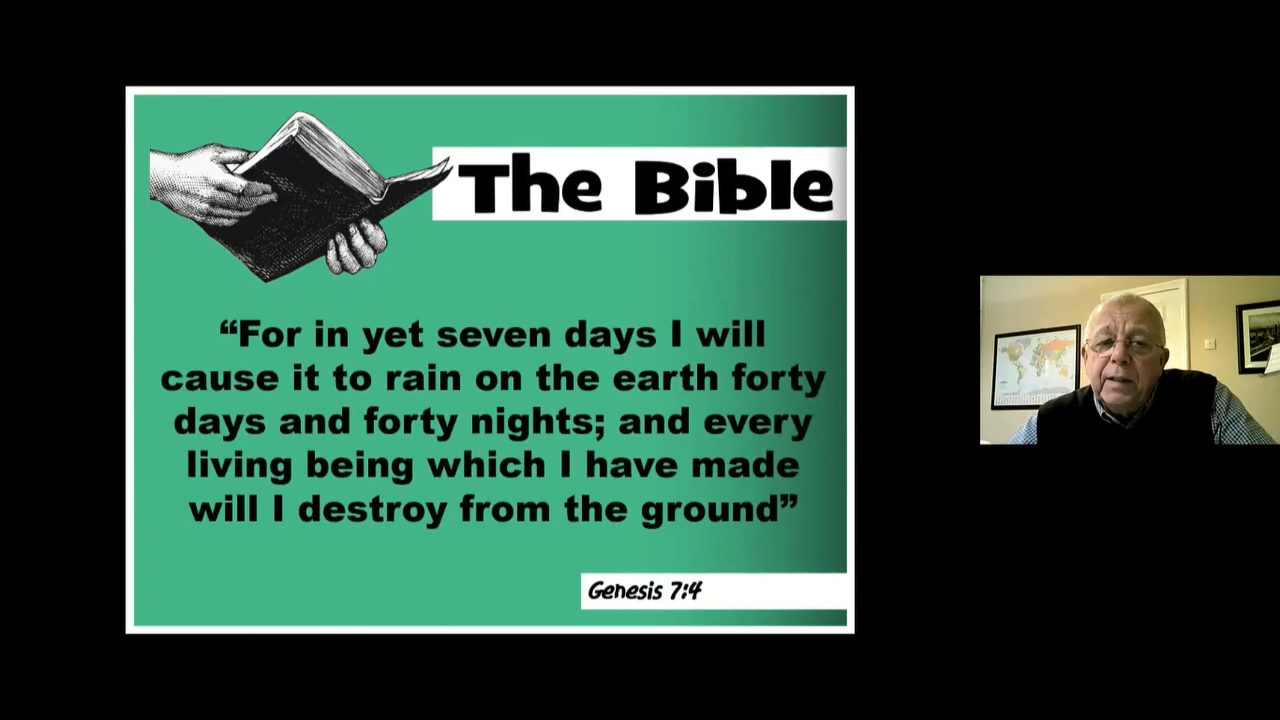 The Bible
“For in yet seven days I will
cause it to rain on the earth forty
days and forty nights; and every
living being which I have made
will I destroy from the ground”
Genesis 7:4